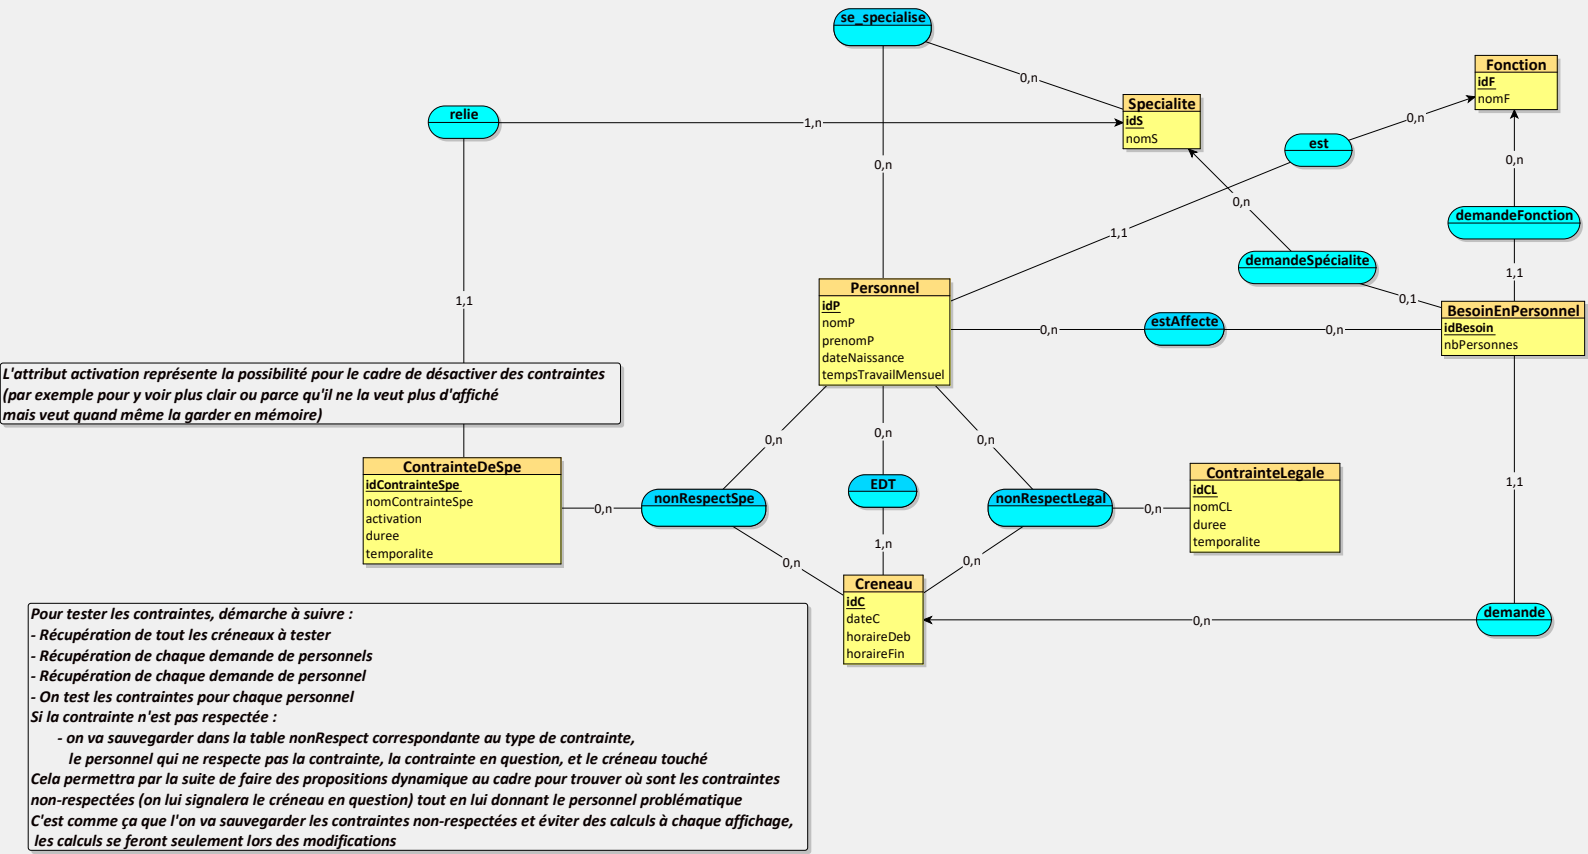 se_specialise
0,n
Fonction
idF
nomF
Specialite
idS
nomS
relie
1,n
0,n
est
0,n
0,n
0,n
demandeFonction
1,1
demandeSpécialite
1,1
0,1
1,1
Personnel
idP
nomP
prenomP
dateNaissance
tempsTravailMensuel
0,n
estAffecte
0,n
BesoinEnPersonnel
idBesoin
nbPersonnes
L'attribut activation représente la possibilité pour le cadre de désactiver des contraintes
(par exemple pour y voir plus clair ou parce qu'il ne la veut plus d'affiché
mais veut quand même la garder en mémoire)
0,n
0,n
0,n
ContrainteDeSpe
idContrainteSpe
nomContrainteSpe
activation
duree
temporalite
0,n
nonRespectSpe
EDT
nonRespectLegal
0,n
ContrainteLegale
idCL
nomCL
duree
temporalite
1,1
0,n
1,n
0,n
Creneau
idC
dateC
horaireDeb
horaireFin
0,n
demande
Pour tester les contraintes, démarche à suivre :
- Récupération de tout les créneaux à tester
- Récupération de chaque demande de personnels
- Récupération de chaque demande de personnel
- On test les contraintes pour chaque personnel
Si la contrainte n'est pas respectée :
- on va sauvegarder dans la table nonRespect correspondante au type de contrainte,
le personnel qui ne respecte pas la contrainte, la contrainte en question, et le créneau touché
Cela permettra par la suite de faire des propositions dynamique au cadre pour trouver où sont les contraintes
non-respectées (on lui signalera le créneau en question) tout en lui donnant le personnel problématique
C'est comme ça que l'on va sauvegarder les contraintes non-respectées et éviter des calculs à chaque affichage,
les calculs se feront seulement lors des modifications